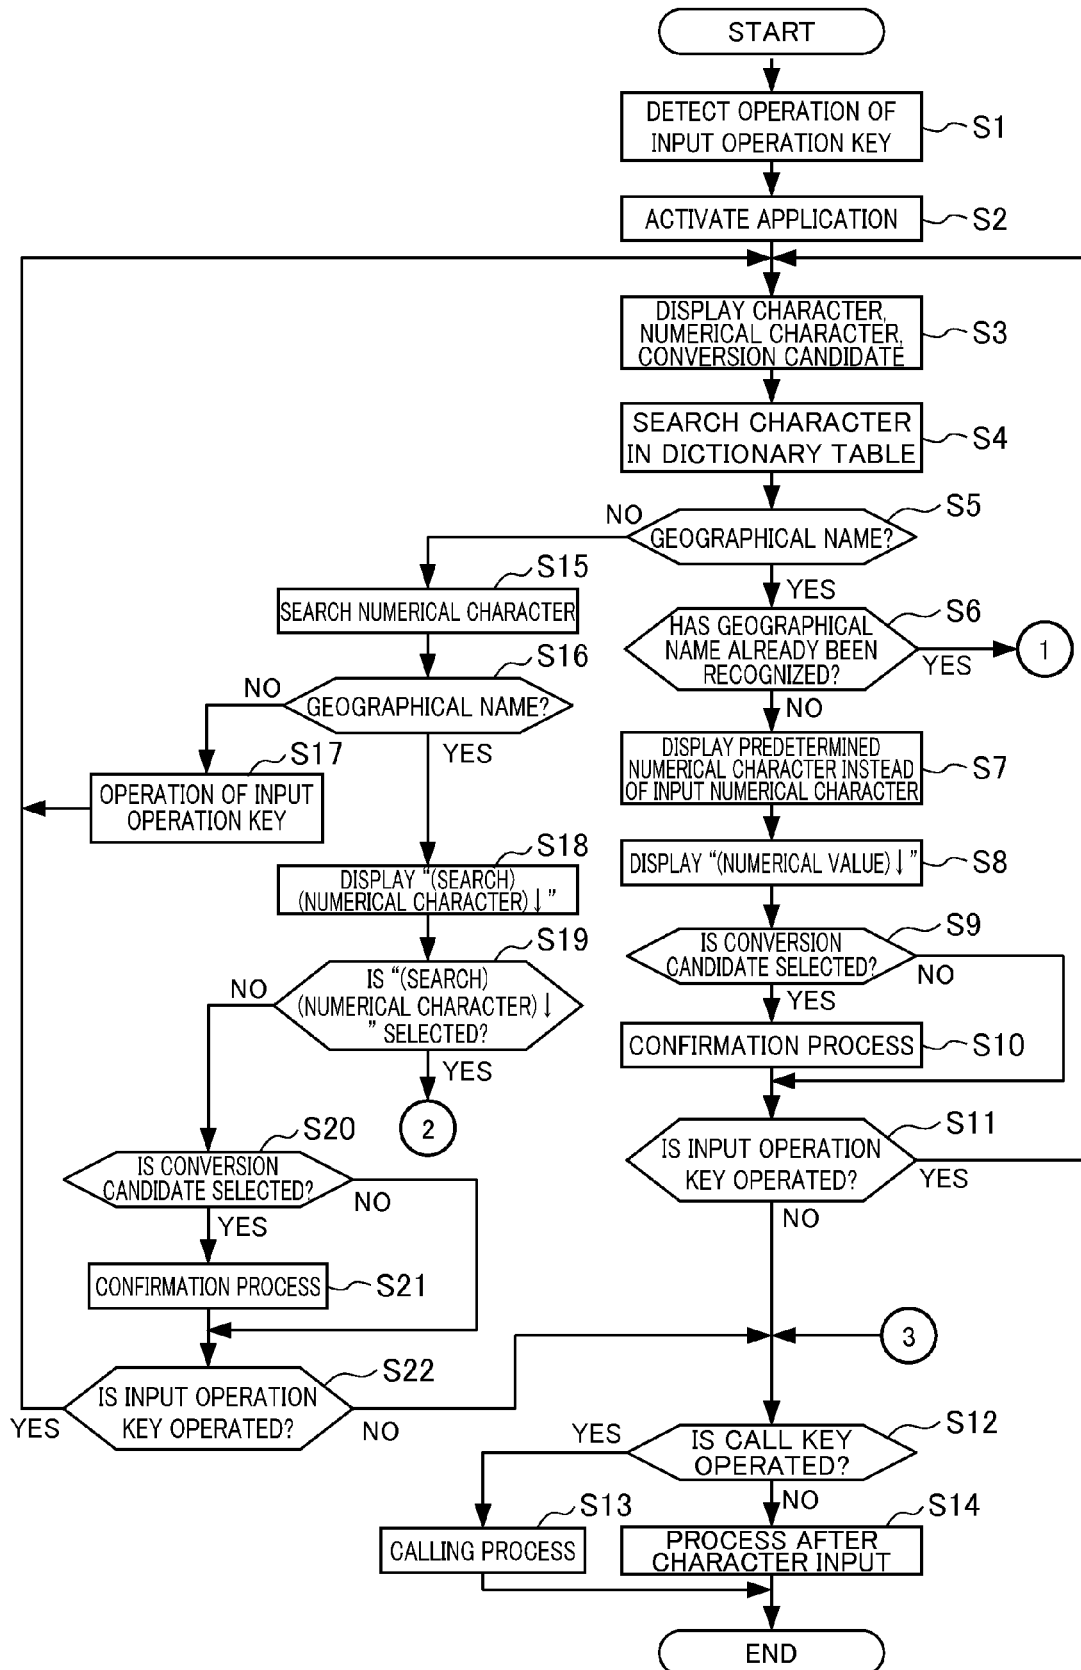 START
DETECT OPERATION OF
INPUT OPERATION KEY
S1
ACTIVATE APPLICATION
S2
DISPLAY CHARACTER,
NUMERICAL CHARACTER,
CONVERSION CANDIDATE
S3
SEARCH CHARACTER
IN DICTIONARY TABLE
S4
S5
NO
GEOGRAPHICAL NAME?
YES
S15
SEARCH NUMERICAL CHARACTER
S6
HAS GEOGRAPHICAL
NAME ALREADY BEEN
RECOGNIZED?
YES
1
NO
S16
NO
GEOGRAPHICAL NAME?
YES
S17
OPERATION OF INPUT
OPERATION KEY
DISPLAY PREDETERMINED
NUMERICAL CHARACTER INSTEAD
OF INPUT NUMERICAL CHARACTER
S7
S18
DISPLAY “(SEARCH)
(NUMERICAL CHARACTER)↓”
DISPLAY “(NUMERICAL VALUE)↓”
S8
S19
NO
IS “(SEARCH)
(NUMERICAL CHARACTER)↓
” SELECTED?
YES
2
S9
IS CONVERSION
CANDIDATE SELECTED?
NO
YES
CONFIRMATION PROCESS
S10
S11
IS INPUT OPERATION
KEY OPERATED?
YES
NO
S20
IS CONVERSION
CANDIDATE SELECTED?
NO
YES
CONFIRMATION PROCESS
S21
3
S22
IS INPUT OPERATION
KEY OPERATED?
YES
NO
S12
YES
IS CALL KEY
OPERATED?
NO
S13
CALLING PROCESS
S14
PROCESS AFTER
CHARACTER INPUT
END